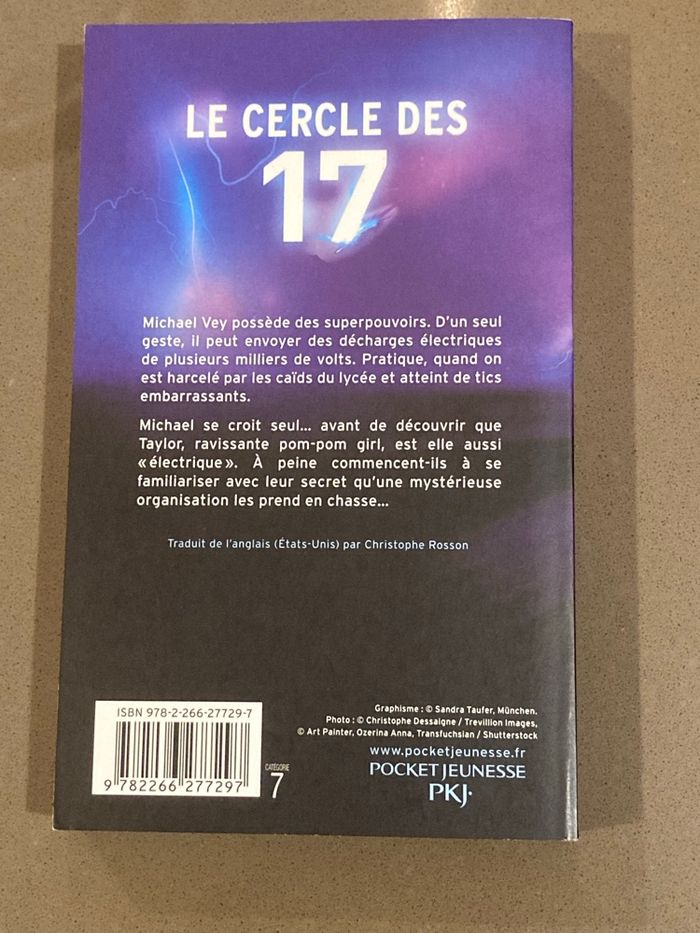 LE CERCLE DES
17
Michael Vey possède des superpouvoirs. D'un seul
geste, il peut envoyer des décharges électriques
de plusieurs milliers de volts. Pratique, quand on
est harcelé par les caïds du lycée et atteint de tics
embarrassants.
Michael se croit seul... avant de découvrir que
Taylor, ravissante pom-pom girl, est elle aussi
«électrique». À peine commencent-ils à se
familiariser avec leur secret qu'une mystérieuse
organisation les prend en chasse...
Traduit de l'anglais (États-Unis) par Christophe Rosson
ISBN 978-2-266-27729-7
9 782266 277297
CATÉGORIE
7
Graphisme : © Sandra Taufer, München.
Photo : © Christophe Dessaigne / Trevillion Images,
© Art Painter, Ozerina Anna, Transfuchsian / Shutterstock
www.pocketjeunesse.fr
POCKET JEUNESSE
PKJ·